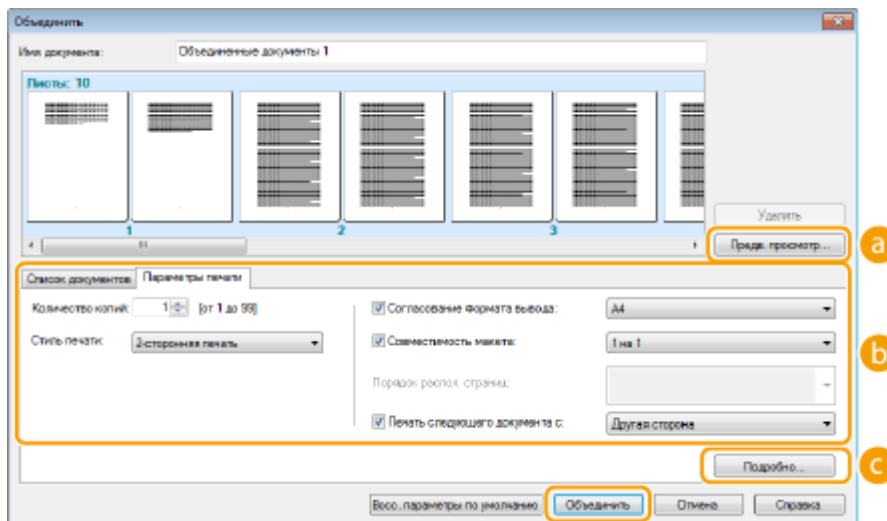 Объединить
Имя документа: Объединенные документы 1
Листы: 10
1 2 3
Удалить
Предв. просмотр...
a
Список документов Параметры печати
Количество копий: 1 [от 1 до 99]
Согласование формата вывода: A4
Стиль печати: 2-сторонняя печать
Совместимость макета: 1 на 1
Порядок распол. страниц:
Печать следующего документа с: Другая сторона
b
Подробно...
c
Восс. параметры по умолчанию Объединить Отмена Справка